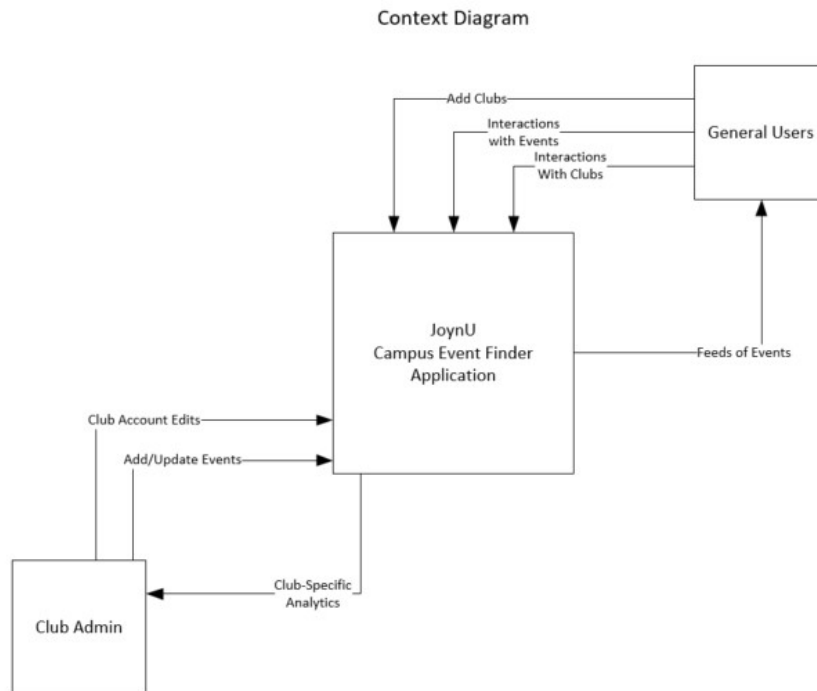 Context Diagram
Add Clubs
General Users
Interactions
with Events
Interactions
With Clubs
JoynU
Campus Event Finder
Application
Feeds of Events
Club Account Edits
Add/Update Events
Club-Specific
Analytics
Club Admin